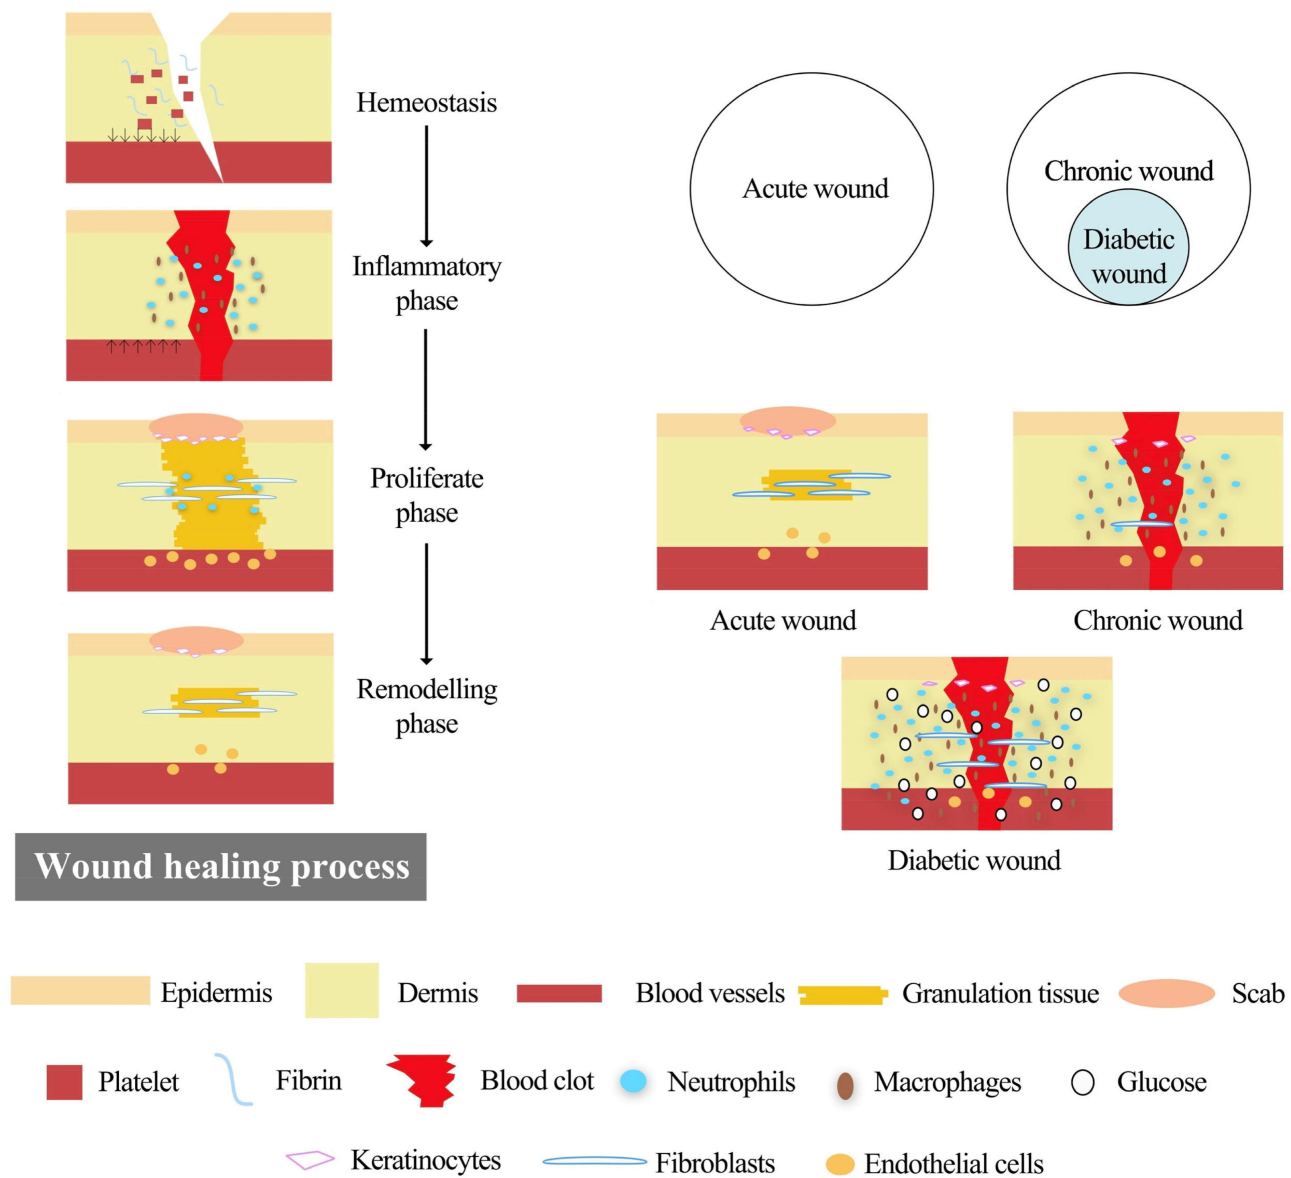 Hemeostasis
Inflammatory
phase
Proliferate
phase
Remodelling
phase
Wound healing process
Acute wound
Chronic wound
Diabetic
wound
Acute wound
Chronic wound
Diabetic wound
Epidermis
Dermis
Blood vessels
Granulation tissue
Scab
Platelet
Fibrin
Blood clot
Neutrophils
Macrophages
Glucose
Keratinocytes
Fibroblasts
Endothelial cells